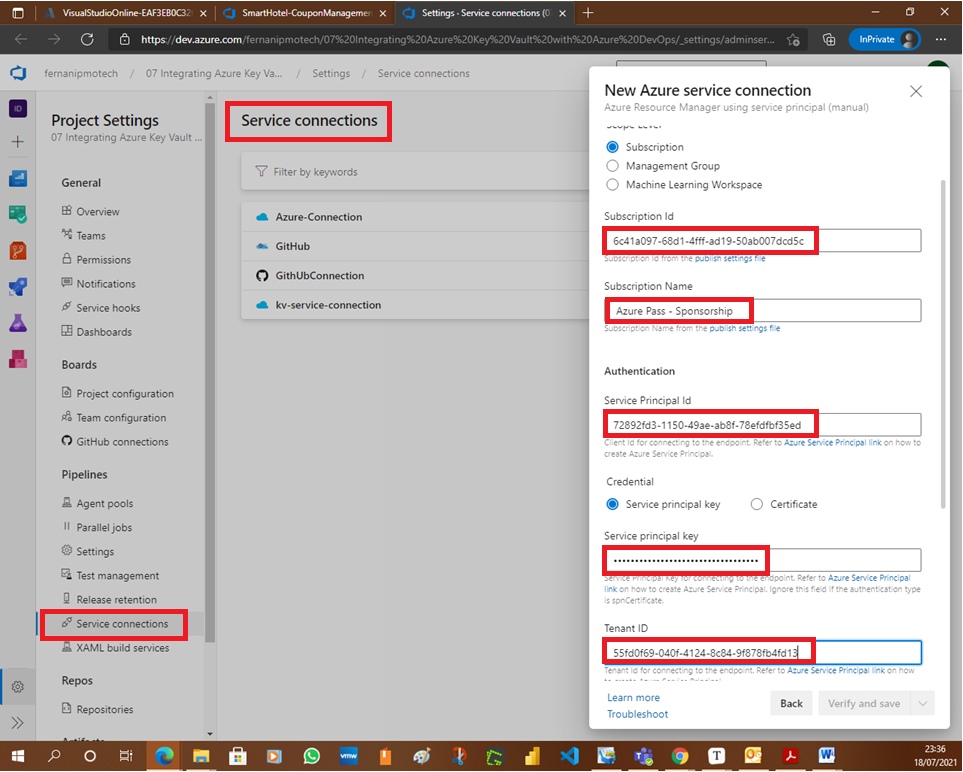 VisualStudioOnline-EAF3EB0C32
SmartHotel-CouponManagemen
Settings · Service connections (0
https://dev.azure.com/fernanipmotech/07%20Integrating%20Azure%20Key%20Vault%20with%20Azure%20DevOps/_settings/adminser...
InPrivate
fernanipmotech / 07 Integrating Azure Key Va... / Settings / Service connections
ID
Project Settings
07 Integrating Azure Key Vault ...
General
Overview
Teams
Permissions
Notifications
Service hooks
Dashboards
Boards
Project configuration
Team configuration
GitHub connections
Pipelines
Agent pools
Parallel jobs
Settings
Test management
Release retention
Service connections
XAML build services
Repos
Repositories
Artifacts
Service connections
Filter by keywords
Azure-Connection
GitHub
GitHUbConnection
kv-service-connection
New Azure service connection
Azure Resource Manager using service principal (manual)
Scope Level
Subscription
Management Group
Machine Learning Workspace
Subscription Id
6c41a097-68d1-4fff-ad19-50ab007dcd5c
Subscription Id from the publish settings file
Subscription Name
Azure Pass - Sponsorship
Subscription Name from the publish settings file
Authentication
Service Principal Id
72892fd3-1150-49ae-ab8f-78efdfbf35ed
Client Id for connecting to the endpoint. Refer to Azure Service Principal link on how to
create Azure Service Principal.
Credential
Service principal key
Certificate
Service principal key
••••••••••••••••••••••••••••••••••
Service Principal Key for connecting to the endpoint. Refer to Azure Service Principal
link on how to create Azure Service Principal. Ignore this field if the authentication type
is spnCertificate.
Tenant ID
55fd0f69-040f-4124-8c84-9f878fb4fd13
Tenant Id for connecting to the endpoint. Refer to Azure Service Principal link on how
to create Azure Service Principal.
Learn more
Troubleshoot
Back
Verify and save
vmw
T
W
23:36
18/07/2021